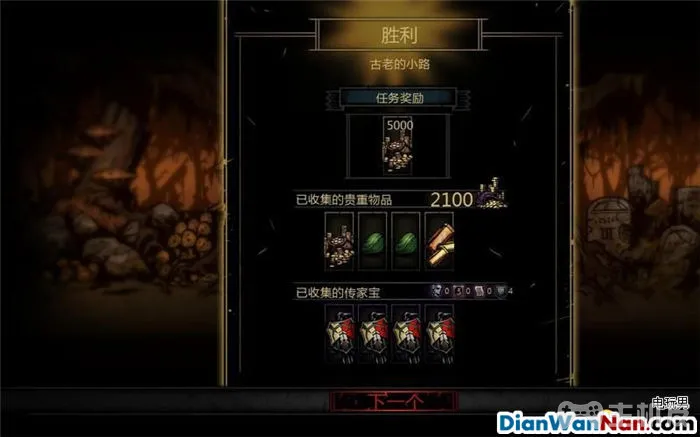 胜利
古老的小路
任务奖励
5000
已收集的贵重物品 2100
已收集的传家宝 0 0 0 4
下一个
电玩男
DianWanNan.com